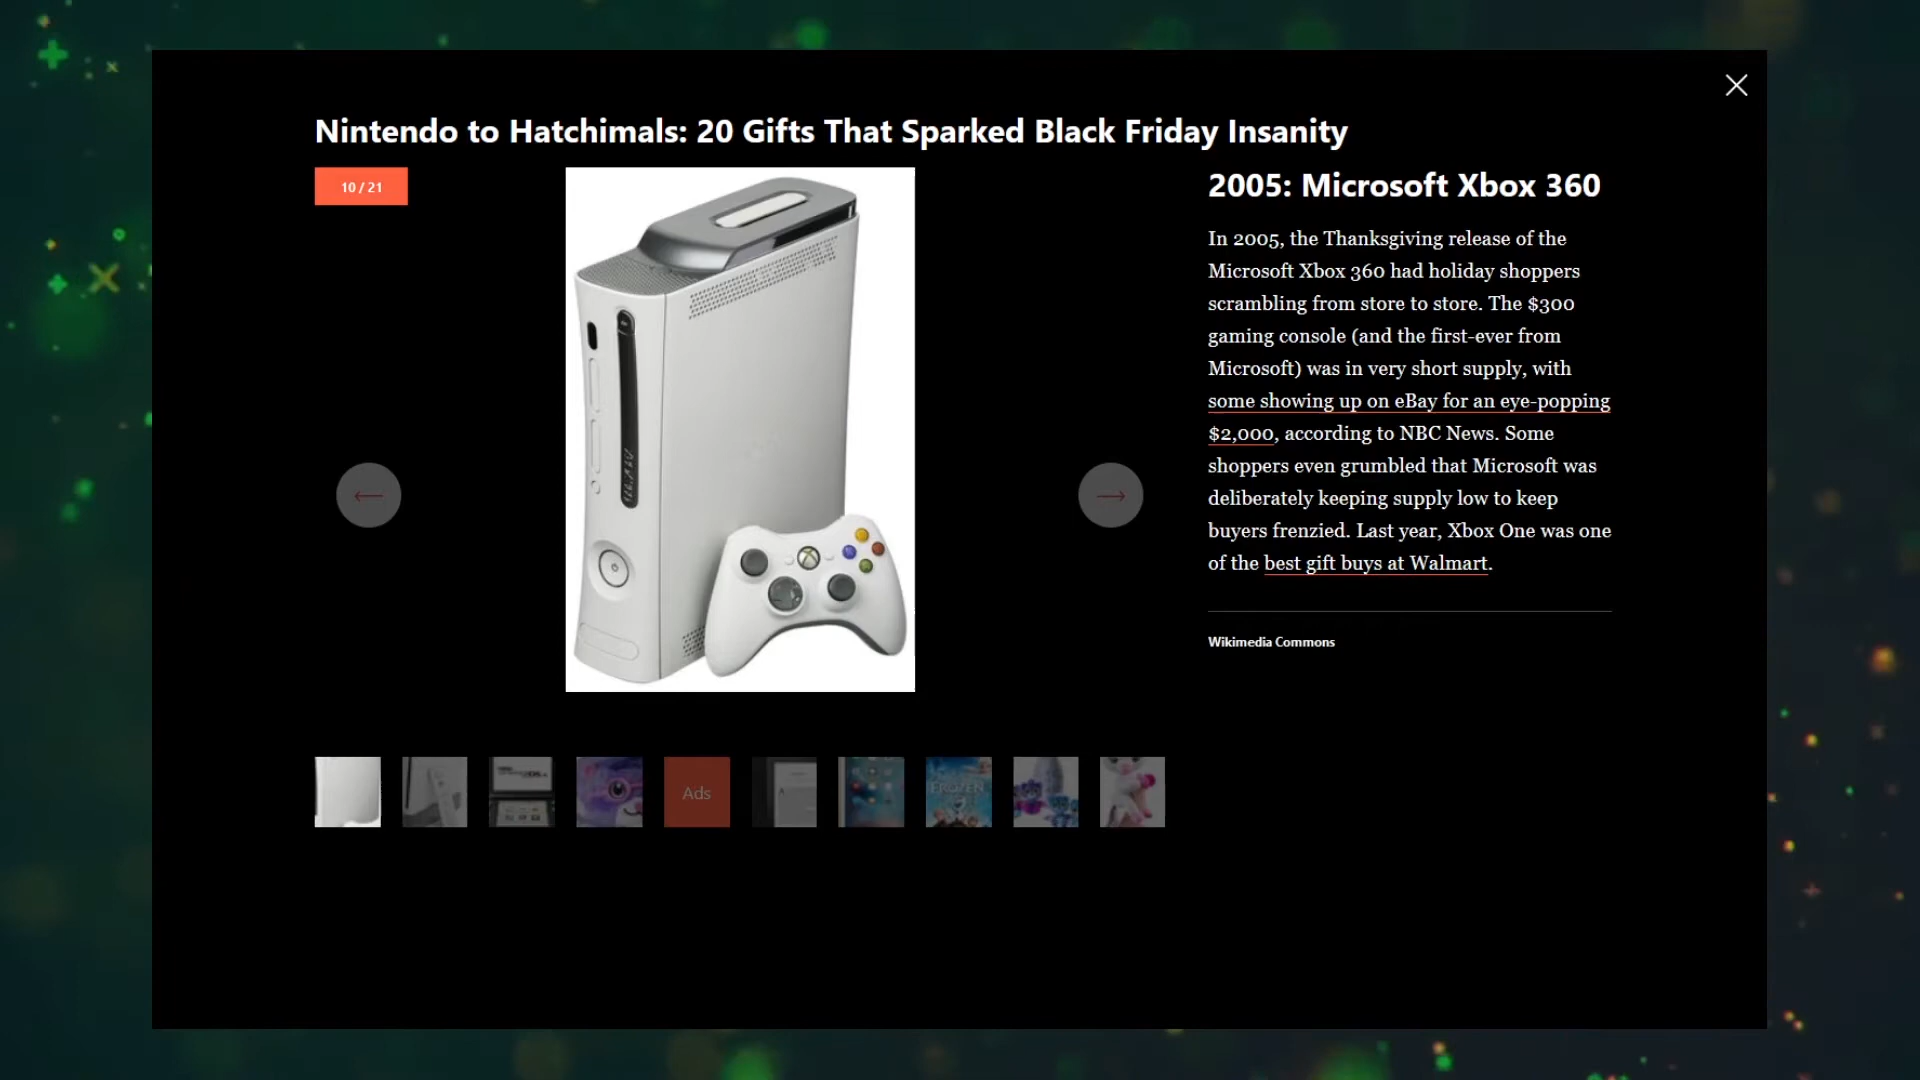 Nintendo to Hatchimals: 20 Gifts That Sparked Black Friday Insanity
10 / 21
2005: Microsoft Xbox 360
In 2005, the Thanksgiving release of the
Microsoft Xbox 360 had holiday shoppers
scrambling from store to store. The $300
gaming console (and the first-ever from
Microsoft) was in very short supply, with
some showing up on eBay for an eye-popping
$2,000, according to NBC News. Some
shoppers even grumbled that Microsoft was
deliberately keeping supply low to keep
buyers frenzied. Last year, Xbox One was one
of the best gift buys at Walmart.
Wikimedia Commons
Ads
FROZEN